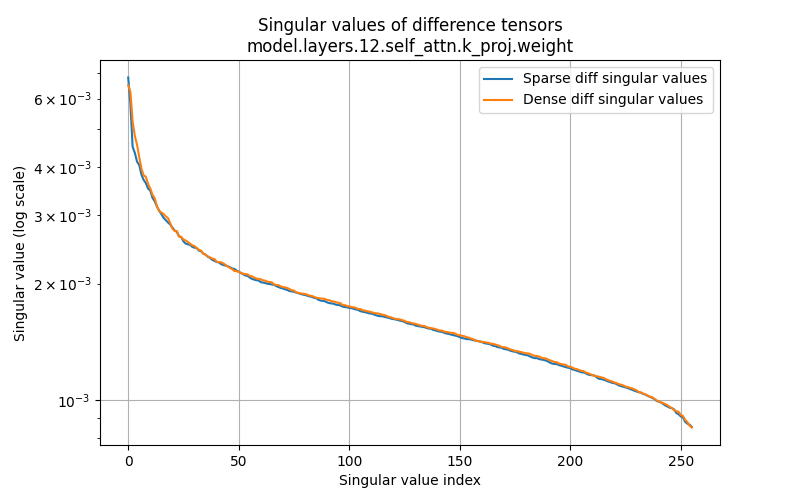 Singular values of difference tensors
model.layers.12.self_attn.k_proj.weight
Sparse diff singular values
Dense diff singular values
Singular value (log scale)
6 × 10⁻³
4 × 10⁻³
3 × 10⁻³
2 × 10⁻³
10⁻³
0 50 100 150 200 250
Singular value index